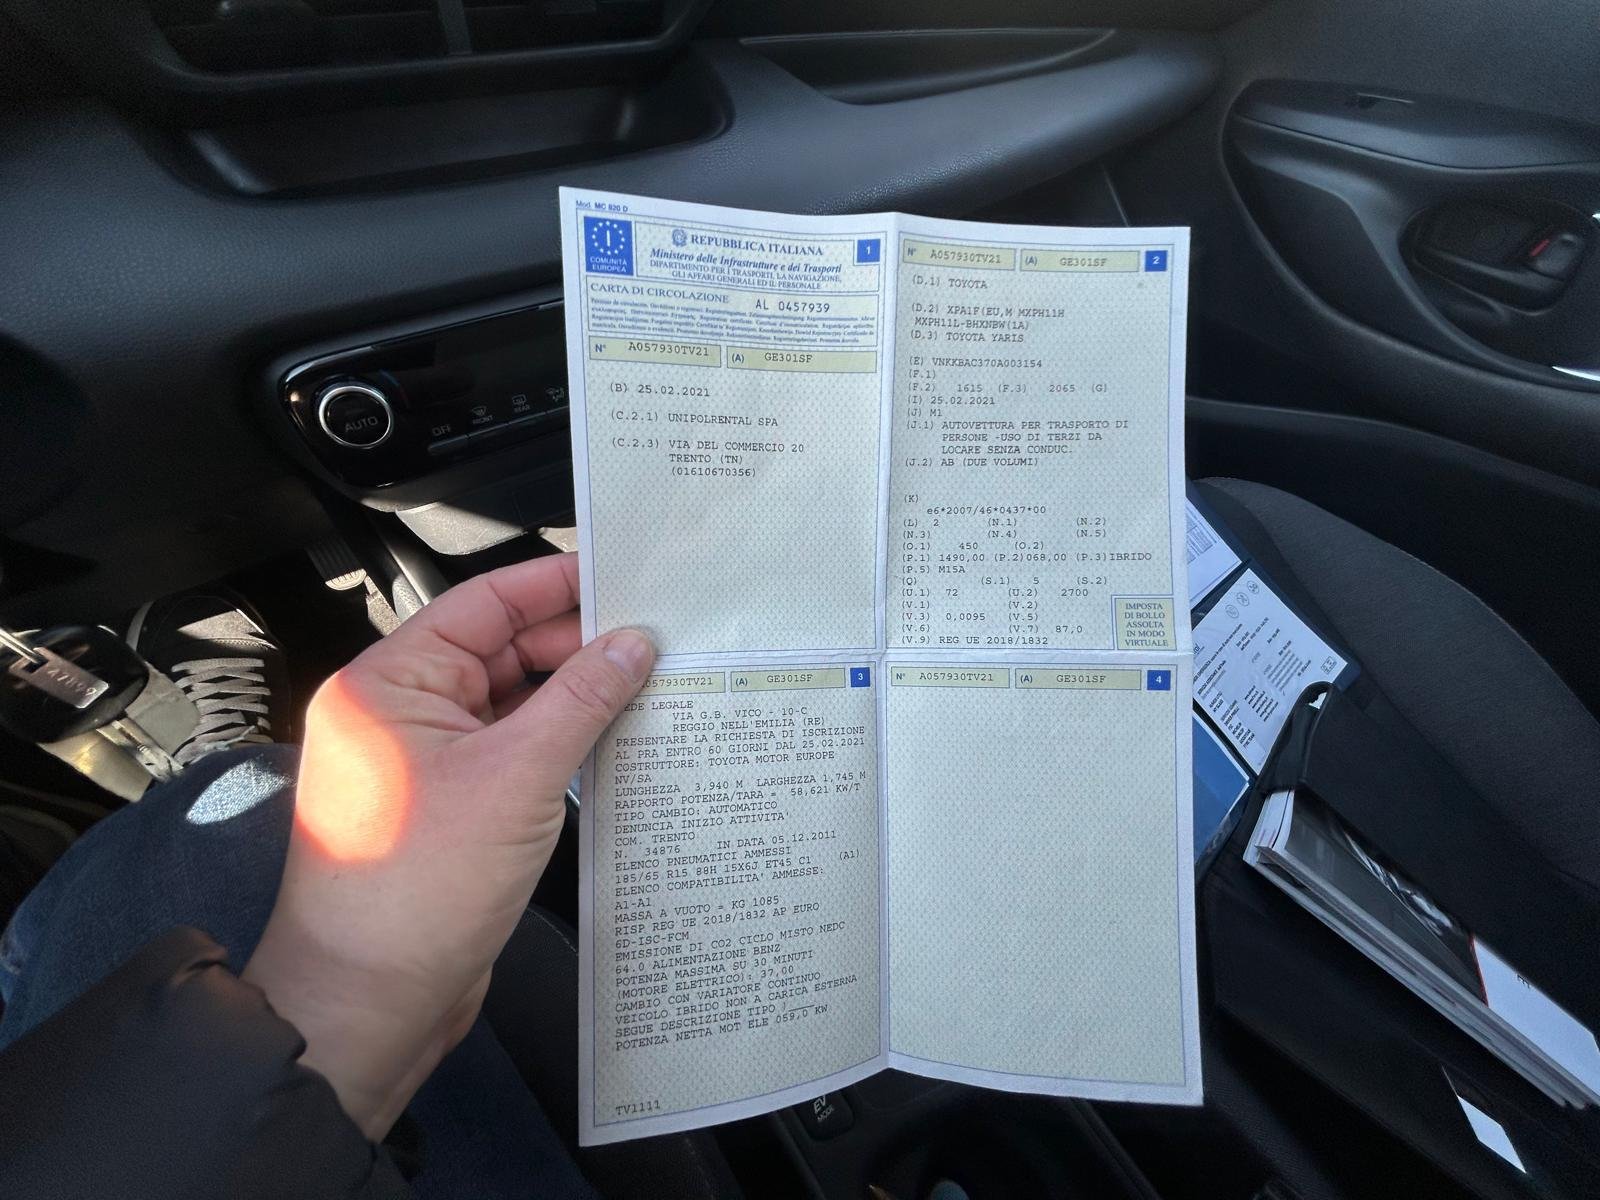 Mod. MC 820 D
I
COMUNITÀ
EUROPEA
REPUBBLICA ITALIANA
Ministero delle Infrastrutture e dei Trasporti
DIPARTIMENTO PER I TRASPORTI, LA NAVIGAZIONE,
GLI AFFARI GENERALI ED IL PERSONALE
1
CARTA DI CIRCOLAZIONE AL 0457939
N° A057930TV21 (A) GE301SF
(B) 25.02.2021
(C.2.1) UNIPOLRENTAL SPA
(C.2.3) VIA DEL COMMERCIO 20
TRENTO (TN)
(01610670356)
N° A057930TV21 (A) GE301SF 2
(D.1) TOYOTA
(D.2) XPA1F(EU,M MXPH11H
MXPH11L-BHXNBW(1A)
(D.3) TOYOTA YARIS
(E) VNKKBAC370A003154
(F.1)
(F.2) 1615 (F.3) 2065 (G)
(I) 25.02.2021
(J) M1
(J.1) AUTOVETTURA PER TRASPORTO DI
PERSONE -USO DI TERZI DA
LOCARE SENZA CONDUC.
(J.2) AB (DUE VOLUMI)
(K)
e6*2007/46*0437*00
(L) 2 (N.1) (N.2)
(N.3) (N.4) (N.5)
(O.1) 450 (O.2)
(P.1) 1490,00 (P.2)068,00 (P.3)IBRIDO
(P.5) M15A
(Q) (S.1) 5 (S.2)
(U.1) 72 (U.2) 2700
(V.1) (V.2)
(V.3) 0,0095 (V.5)
(V.6) (V.7) 87,0
(V.9) REG UE 2018/1832
IMPOSTA
DI BOLLO
ASSOLTA
IN MODO
VIRTUALE
057930TV21 (A) GE301SF 3
EDE LEGALE
VIA G.B. VICO - 10-C
REGGIO NELL'EMILIA (RE)
PRESENTARE LA RICHIESTA DI ISCRIZIONE
AL PRA ENTRO 60 GIORNI DAL 25.02.2021
COSTRUTTORE: TOYOTA MOTOR EUROPE
NV/SA
LUNGHEZZA 3,940 M LARGHEZZA 1,745 M
RAPPORTO POTENZA/TARA = 58,621 KW/T
TIPO CAMBIO: AUTOMATICO
DENUNCIA INIZIO ATTIVITA'
COM. TRENTO
N. 34876 IN DATA 05.12.2011
ELENCO PNEUMATICI AMMESSI
185/65 R15 88H 15X6J ET45 C1 (A1)
ELENCO COMPATIBILITA' AMMESSE:
A1-A1
MASSA A VUOTO = KG 1085
RISP REG UE 2018/1832 AP EURO
6D-ISC-FCM
EMISSIONE DI CO2 CICLO MISTO NEDC
64.0 ALIMENTAZIONE BENZ
POTENZA MASSIMA SU 30 MINUTI
(MOTORE ELETTRICO): 37,00
CAMBIO CON VARIATORE CONTINUO
VEICOLO IBRIDO NON A CARICA ESTERNA
SEGUE DESCRIZIONE TIPO /____
POTENZA NETTA MOT ELE 059,0 KW
TV1111
N° A057930TV21 (A) GE301SF 4
AUTO
OFF
FRONT
REAR
EV
MODE